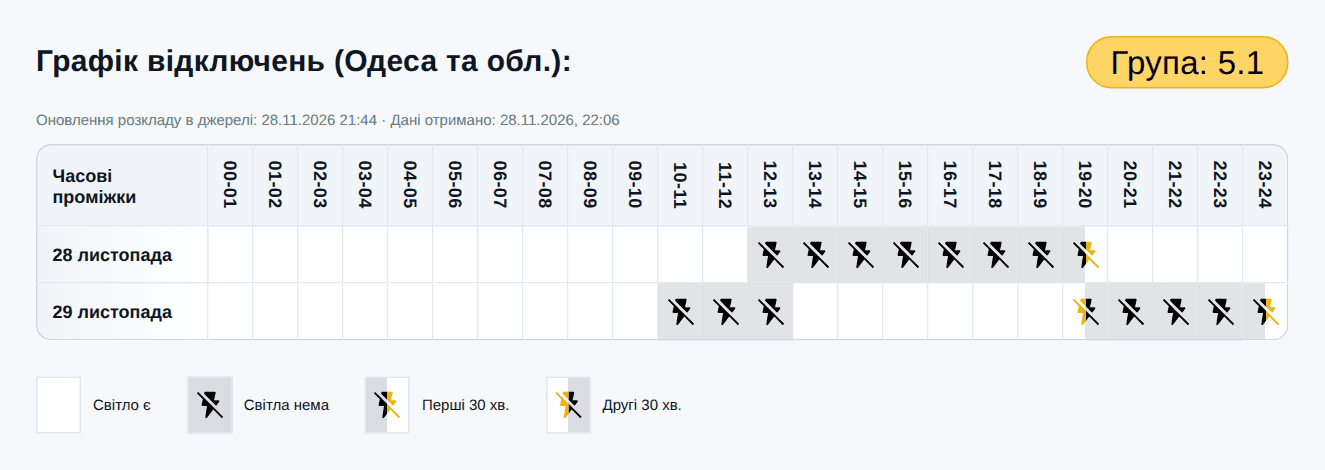 Графік відключень (Одеса та обл.):
Група: 5.1
Оновлення розкладу в джерелі: 28.11.2026 21:44 · Дані отримано: 28.11.2026, 22:06
Часові
проміжки
00-01
01-02
02-03
03-04
04-05
05-06
06-07
07-08
08-09
09-10
10-11
11-12
12-13
13-14
14-15
15-16
16-17
17-18
18-19
19-20
20-21
21-22
22-23
23-24
28 листопада
29 листопада
Світло є
Світла нема
Перші 30 хв.
Другі 30 хв.